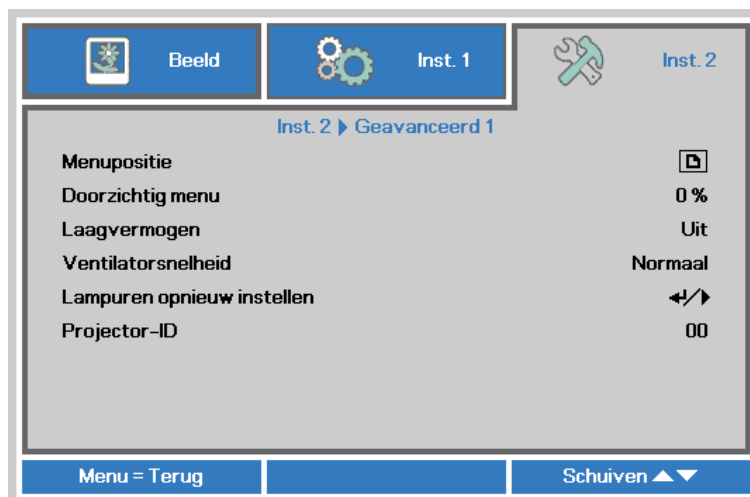 Beeld
Inst. 1
Inst. 2
Inst. 2 Geavanceerd 1
Menupositie
Doorzichtig menu 0 %
Laagvermogen Uit
Ventilatorsnelheid Normaal
Lampuren opnieuw instellen ↵/▶
Projector-ID 00
Menu = Terug
Schuiven ▲▼